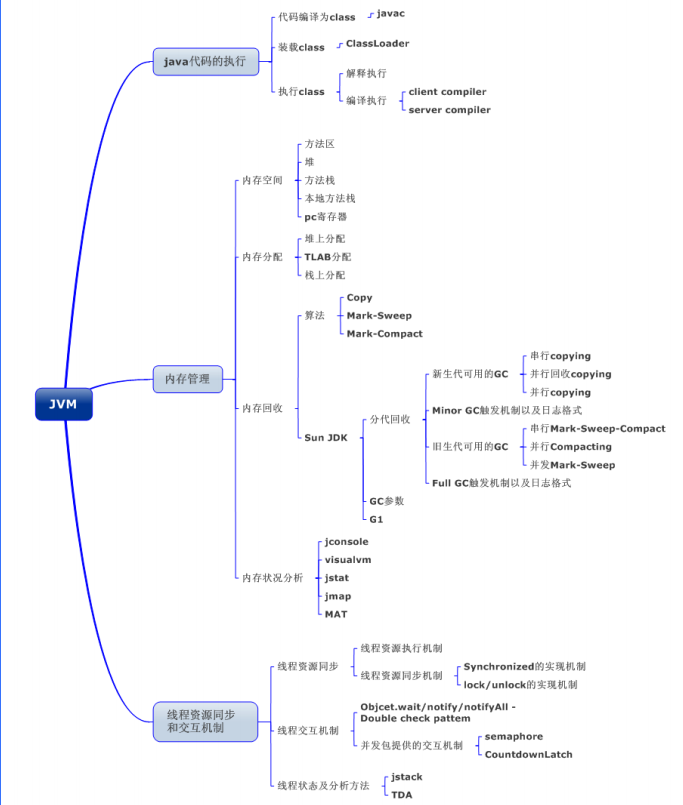 JVM
java代码的执行
代码编译为class
javac
装载class
ClassLoader
执行class
解释执行
编译执行
client compiler
server compiler
内存管理
内存空间
方法区
堆
方法栈
本地方法栈
pc寄存器
内存分配
堆上分配
TLAB分配
栈上分配
内存回收
算法
Copy
Mark-Sweep
Mark-Compact
Sun JDK
分代回收
新生代可用的GC
串行copying
并行回收copying
并行copying
Minor GC触发机制以及日志格式
旧生代可用的GC
串行Mark-Sweep-Compact
并行Compacting
并发Mark-Sweep
Full GC触发机制以及日志格式
GC参数
G1
内存状况分析
jconsole
visualvm
jstat
jmap
MAT
线程资源同步
和交互机制
线程资源同步
线程资源执行机制
线程资源同步机制
Synchronized的实现机制
lock/unlock的实现机制
线程交互机制
Objcet.wait/notify/notifyAll -
Double check pattem
并发包提供的交互机制
semaphore
CountdownLatch
线程状态及分析方法
jstack
TDA